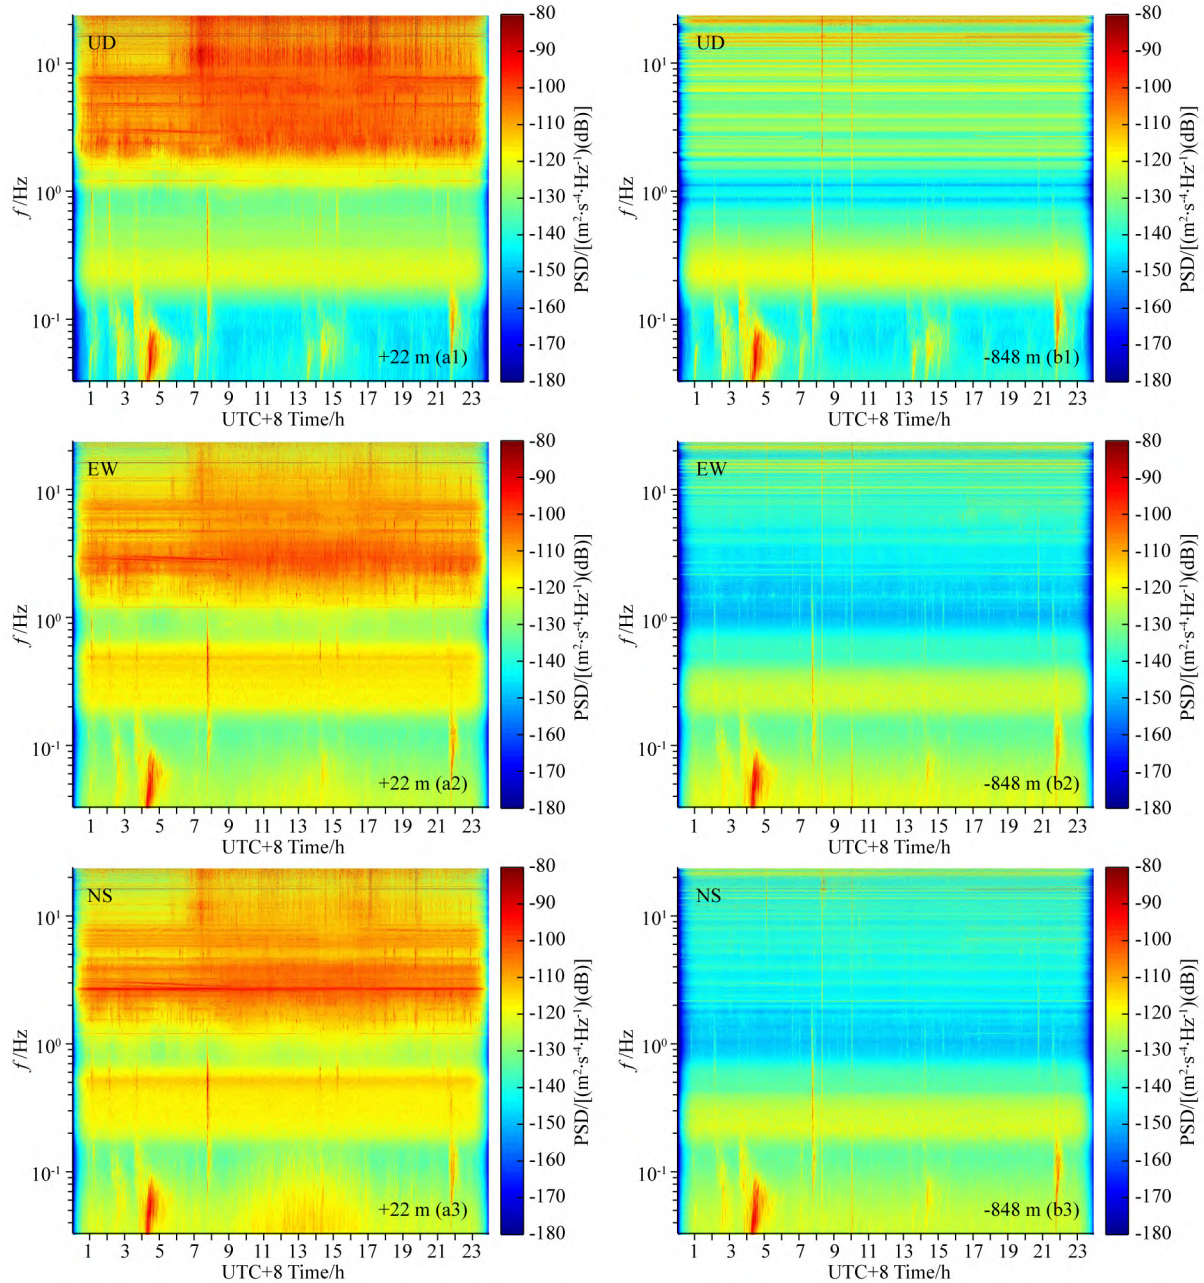 UD
10¹
10⁰
10⁻¹
f/Hz
1 3 5 7 9 11 13 15 17 19 21 23
UTC+8 Time/h
+22 m (a1)
-80
-90
-100
-110
-120
-130
-140
-150
-160
-170
-180
PSD/[(m²·s⁻⁴·Hz⁻¹)(dB)]
UD
10¹
10⁰
10⁻¹
f/Hz
1 3 5 7 9 11 13 15 17 19 21 23
UTC+8 Time/h
-848 m (b1)
-80
-90
-100
-110
-120
-130
-140
-150
-160
-170
-180
PSD/[(m²·s⁻⁴·Hz⁻¹)(dB)]
EW
10¹
10⁰
10⁻¹
f/Hz
1 3 5 7 9 11 13 15 17 19 21 23
UTC+8 Time/h
+22 m (a2)
-80
-90
-100
-110
-120
-130
-140
-150
-160
-170
-180
PSD/[(m²·s⁻⁴·Hz⁻¹)(dB)]
EW
10¹
10⁰
10⁻¹
f/Hz
1 3 5 7 9 11 13 15 17 19 21 23
UTC+8 Time/h
-848 m (b2)
-80
-90
-100
-110
-120
-130
-140
-150
-160
-170
-180
PSD/[(m²·s⁻⁴·Hz⁻¹)(dB)]
NS
10¹
10⁰
10⁻¹
f/Hz
1 3 5 7 9 11 13 15 17 19 21 23
UTC+8 Time/h
+22 m (a3)
-80
-90
-100
-110
-120
-130
-140
-150
-160
-170
-180
PSD/[(m²·s⁻⁴·Hz⁻¹)(dB)]
NS
10¹
10⁰
10⁻¹
f/Hz
1 3 5 7 9 11 13 15 17 19 21 23
UTC+8 Time/h
-848 m (b3)
-80
-90
-100
-110
-120
-130
-140
-150
-160
-170
-180
PSD/[(m²·s⁻⁴·Hz⁻¹)(dB)]